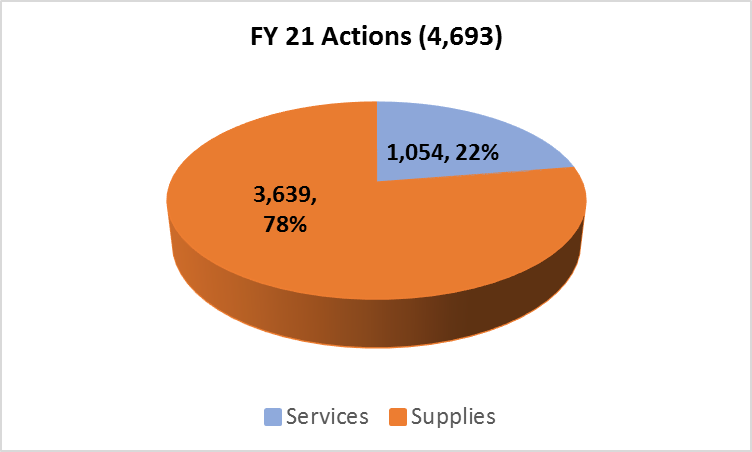 FY 21 Actions (4,693)
1,054, 22%
3,639,
78%
Services Supplies